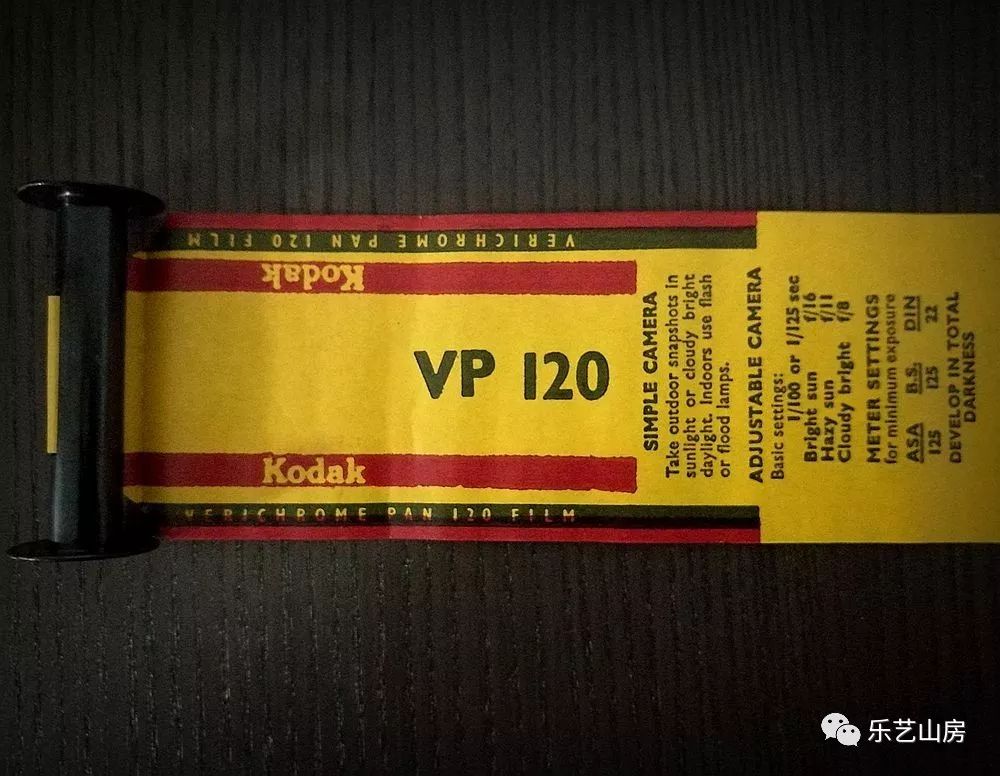 VERICHROME PAN 120 FILM
Kodak
VP 120
Kodak
VERICHROME PAN 120 FILM
SIMPLE CAMERA
Take outdoor snapshots in
sunlight or cloudy bright
daylight. Indoors use flash
or flood lamps.
ADJUSTABLE CAMERA
Basic settings:
1/100 or 1/125 sec
Bright sun f/16
Hazy sun f/11
Cloudy bright f/8
METER SETTINGS
for minimum exposure
ASA B.S. DIN
125 125 22
DEVELOP IN TOTAL
DARKNESS
乐艺山房